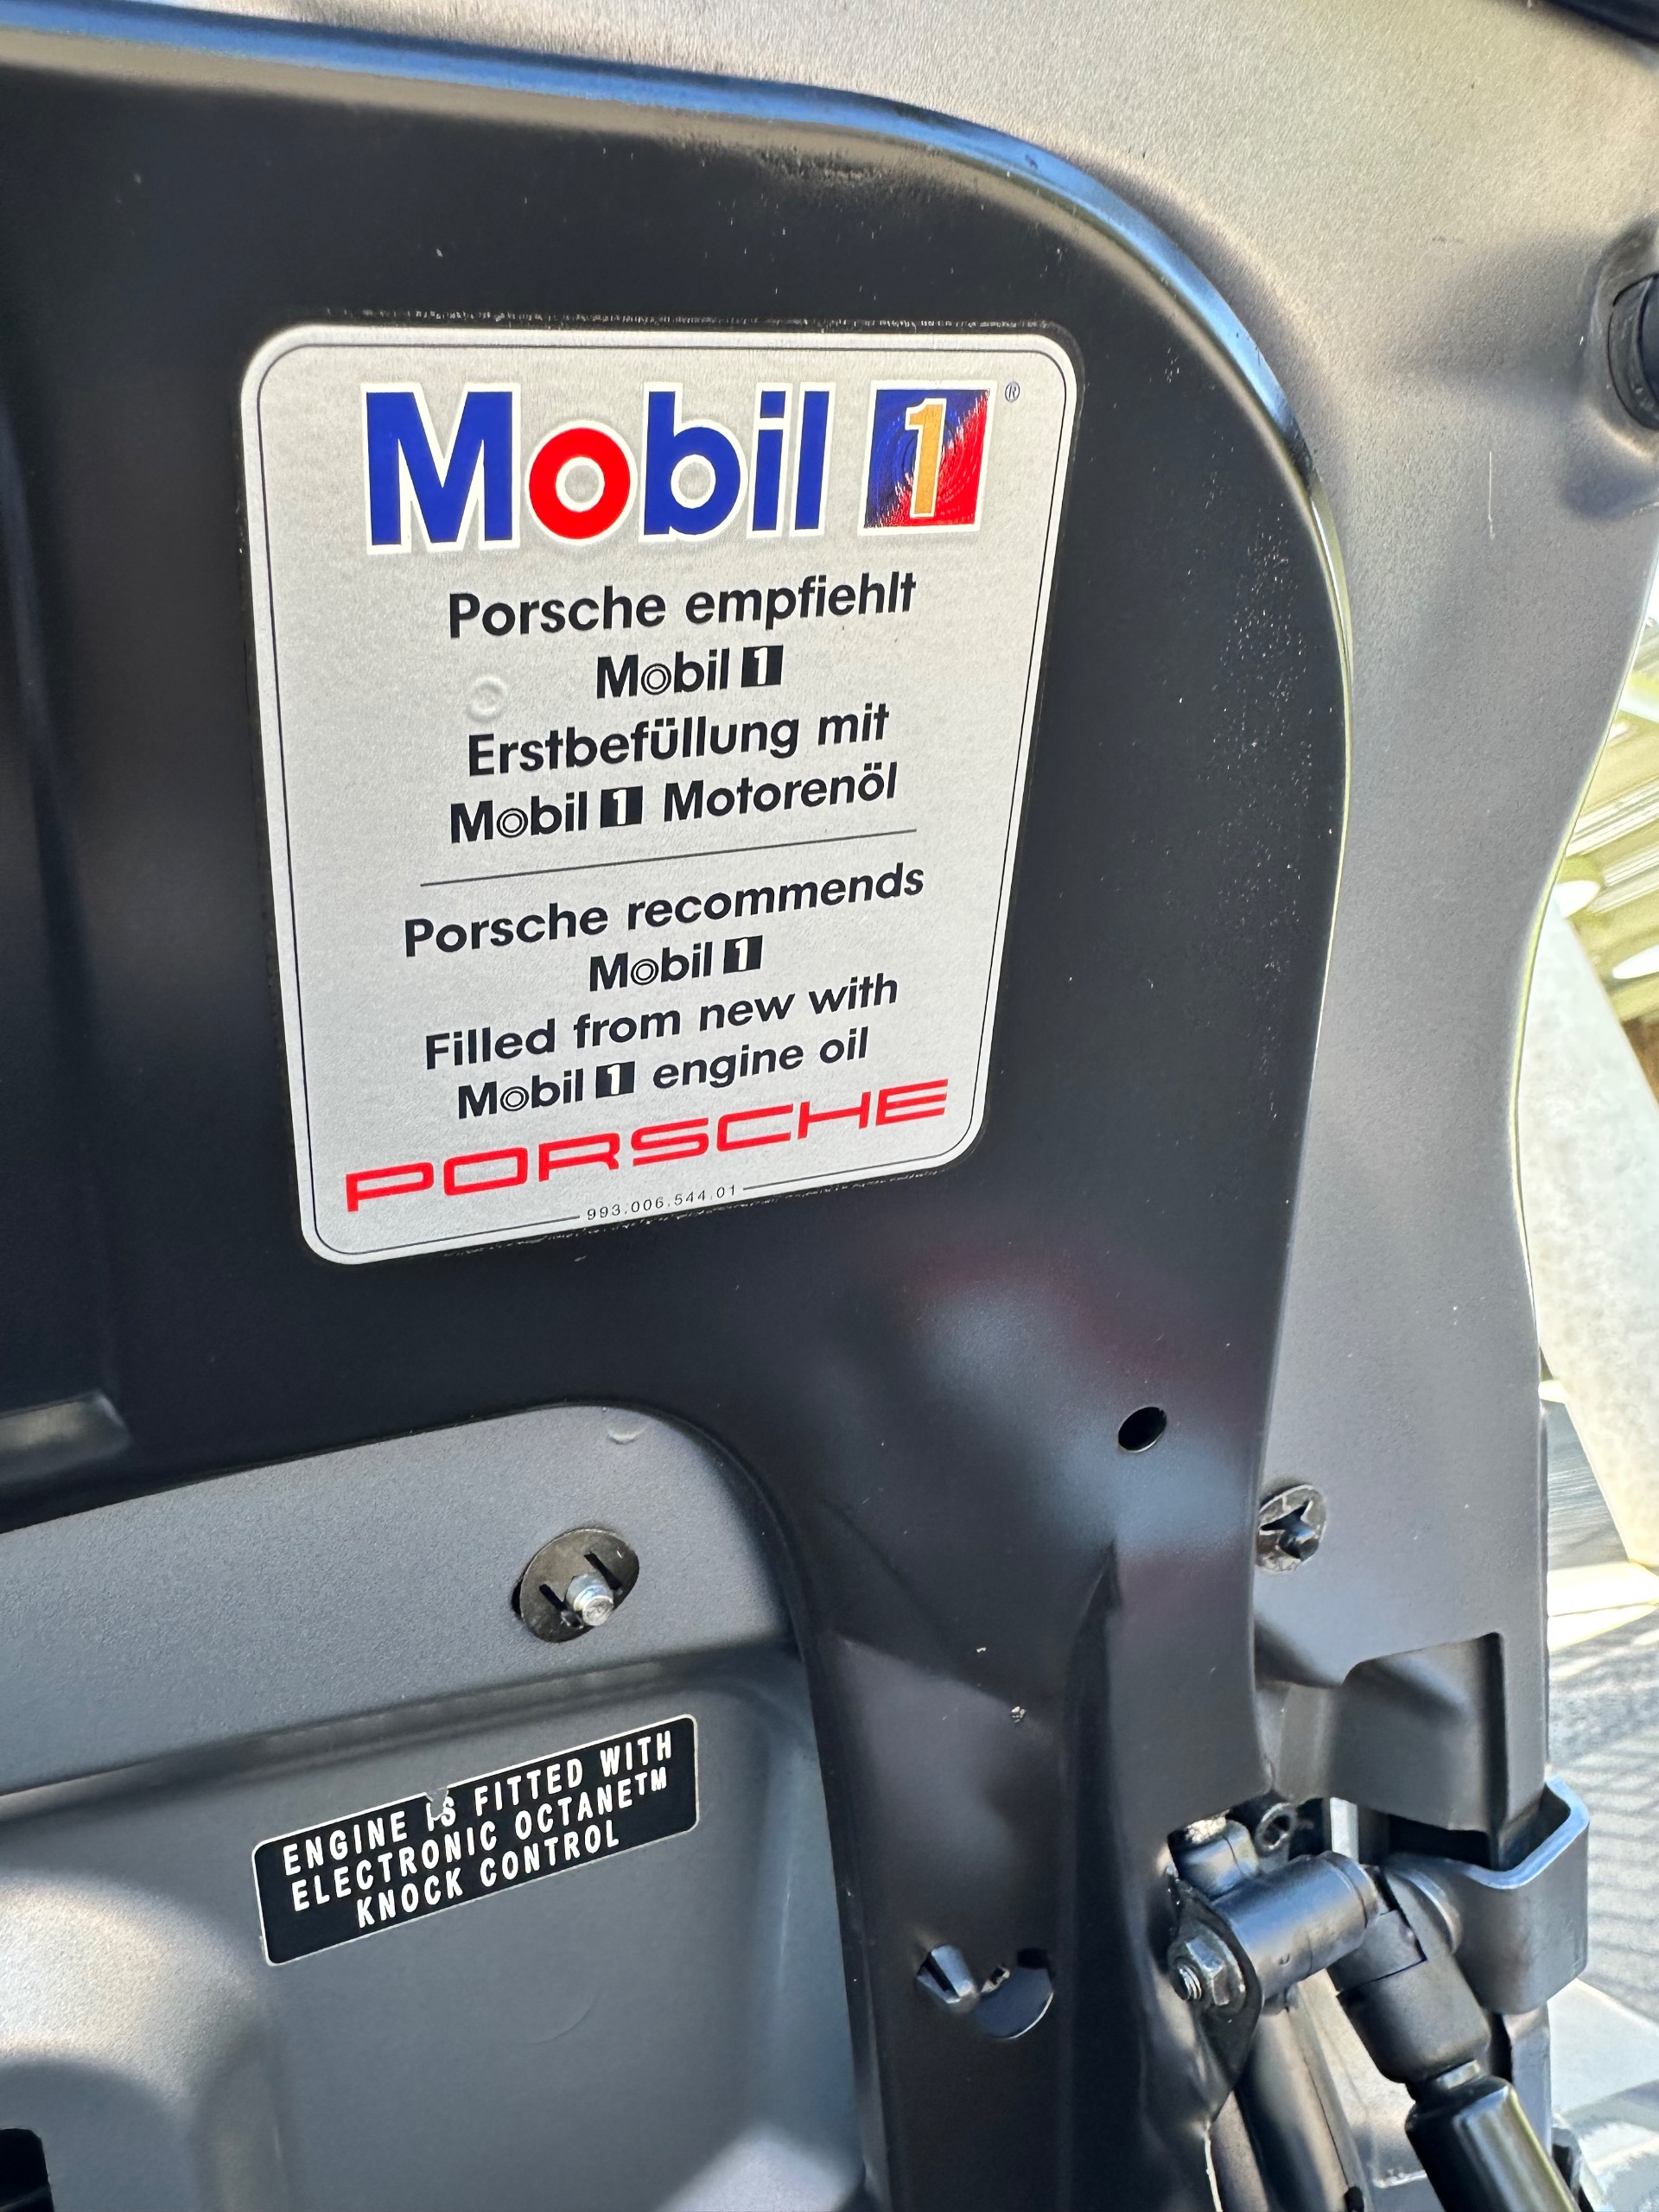 Mobil 1 ®
Porsche empfiehlt
Mobil 1
Erstbefüllung mit
Mobil 1 Motorenöl
Porsche recommends
Mobil 1
Filled from new with
Mobil 1 engine oil
PORSCHE
993.006.544.01
ENGINE IS FITTED WITH
ELECTRONIC OCTANE™
KNOCK CONTROL